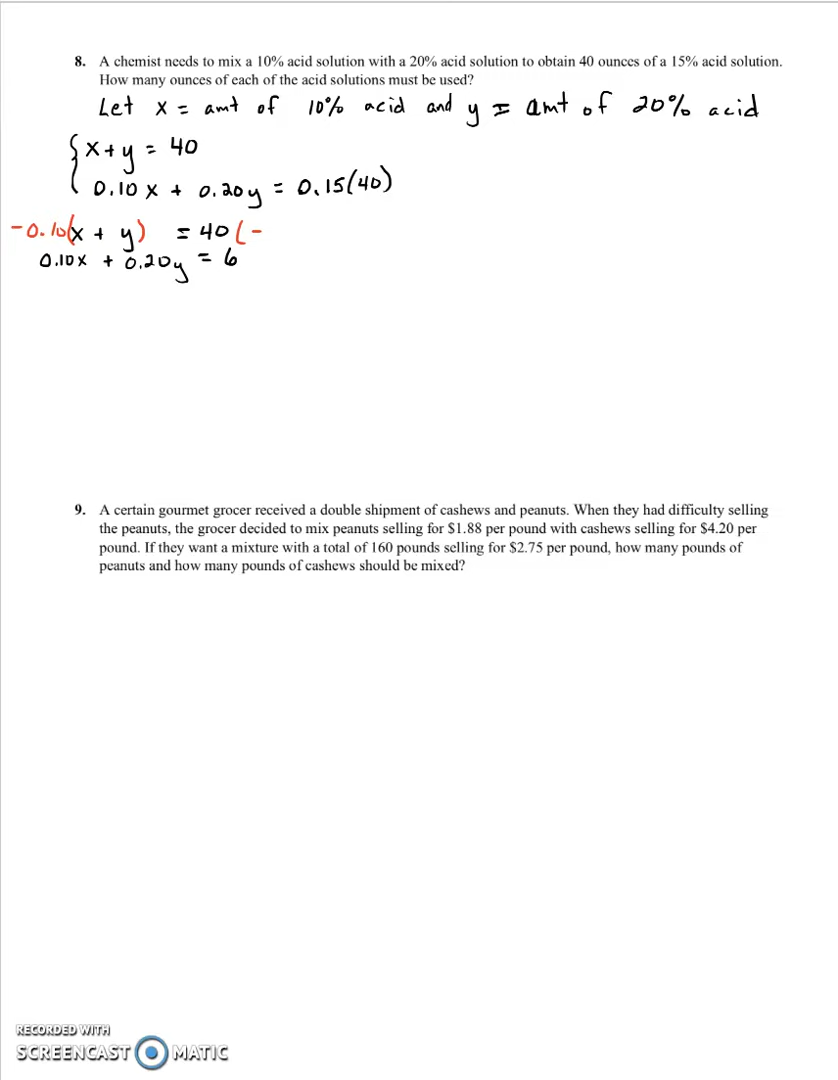 8. A chemist needs to mix a 10% acid solution with a 20% acid solution to obtain 40 ounces of a 15% acid solution.
How many ounces of each of the acid solutions must be used?
Let x = amt of 10% acid and y = amt of 20% acid
{ x + y = 40
0.10 x + 0.20y = 0.15(40)
-0.10(x + y) = 40(-
0.10x + 0.20y = 6
9. A certain gourmet grocer received a double shipment of cashews and peanuts. When they had difficulty selling
the peanuts, the grocer decided to mix peanuts selling for $1.88 per pound with cashews selling for $4.20 per
pound. If they want a mixture with a total of 160 pounds selling for $2.75 per pound, how many pounds of
peanuts and how many pounds of cashews should be mixed?
RECORDED WITH
SCREENCAST MATIC